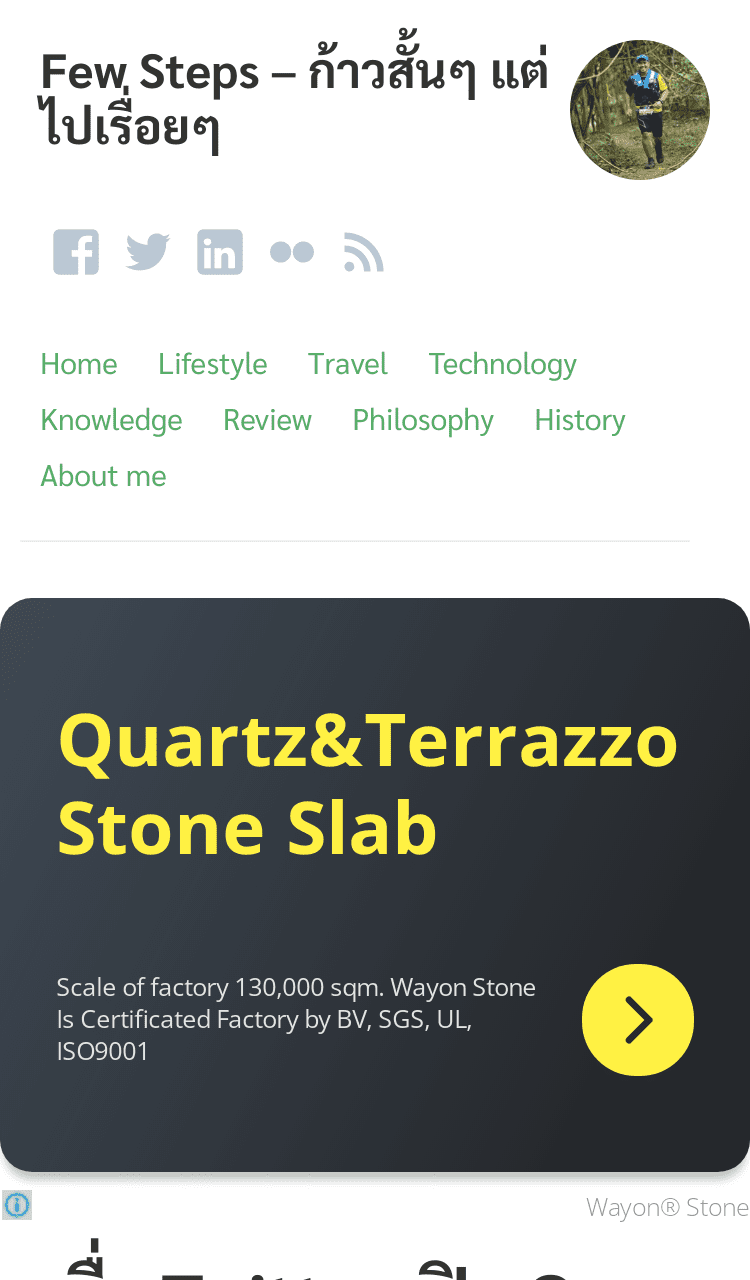 Few Steps – ก้าวสั้นๆ แต่
ไปเรื่อยๆ
Home Lifestyle Travel Technology
Knowledge Review Philosophy History
About me
Quartz&Terrazzo
Stone Slab
Scale of factory 130,000 sqm. Wayon Stone
Is Certificated Factory by BV, SGS, UL,
ISO9001
Wayon® Stone